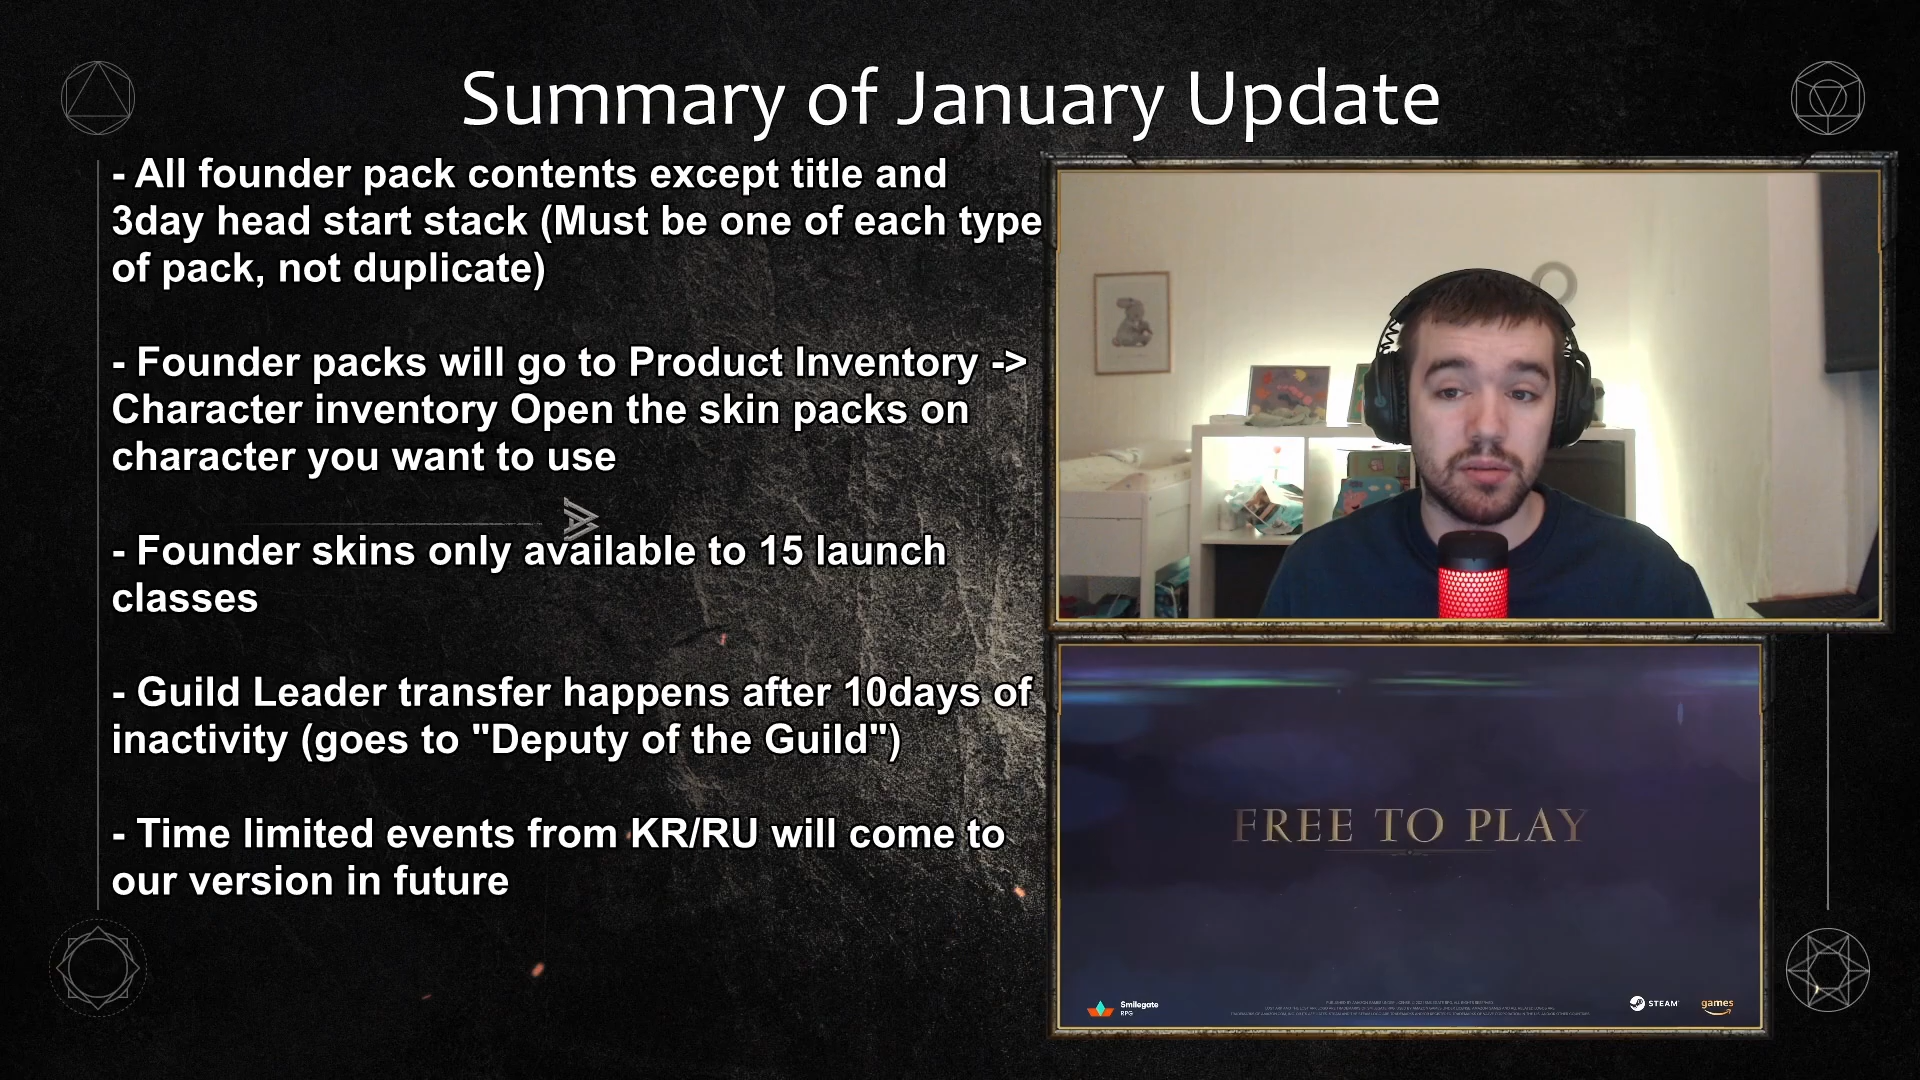 Summary of January Update
- All founder pack contents except title and
3day head start stack (Must be one of each type
of pack, not duplicate)
- Founder packs will go to Product Inventory ->
Character inventory Open the skin packs on
character you want to use
- Founder skins only available to 15 launch
classes
- Guild Leader transfer happens after 10days of
inactivity (goes to "Deputy of the Guild")
- Time limited events from KR/RU will come to
our version in future
FREE TO PLAY
Smilegate
RPG
STEAM
games